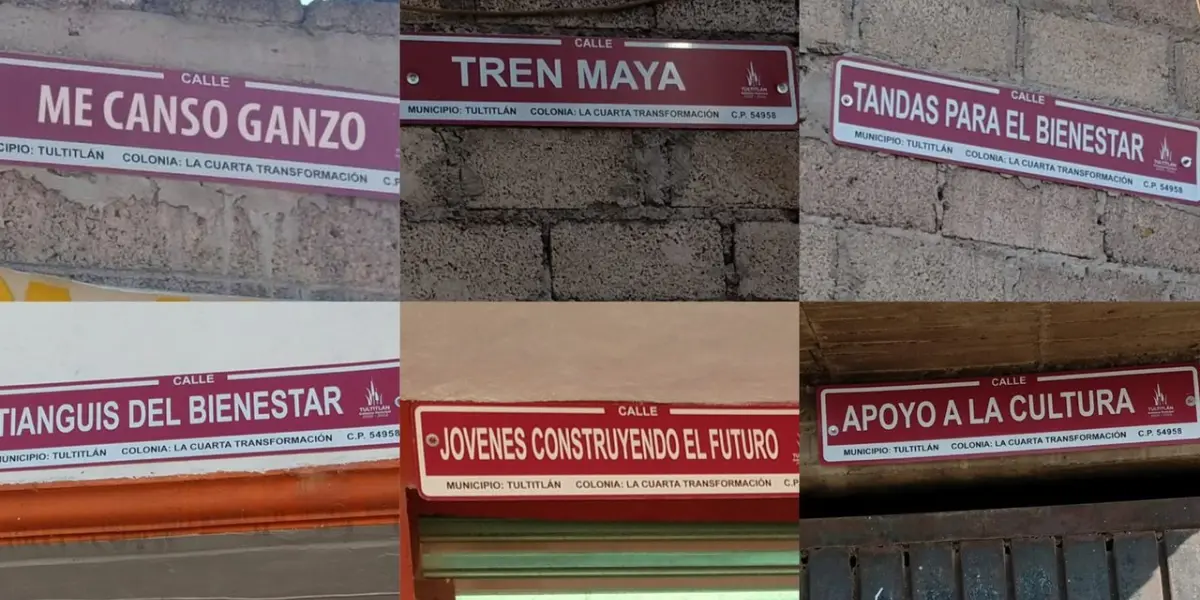 CALLE
ME CANSO GANZO
CIPIO: TULTITLÁN COLONIA: LA CUARTA TRANSFORMACIÓN C.P.
CALLE
TREN MAYA
TULTITLÁN
MUNICIPIO: TULTITLÁN COLONIA: LA CUARTA TRANSFORMACIÓN C.P. 54958
CALLE
TANDAS PARA EL BIENESTAR
TULTITLÁN
MUNICIPIO: TULTITLÁN COLONIA: LA CUARTA TRANSFORMACIÓN C.P. 54958
CALLE
TIANGUIS DEL BIENESTAR
TULTITLÁN
MUNICIPIO: TULTITLÁN COLONIA: LA CUARTA TRANSFORMACIÓN C.P. 54958
CALLE
JOVENES CONSTRUYENDO EL FUTURO
MUNICIPIO: TULTITLÁN COLONIA: LA CUARTA TRANSFORMACIÓN C.P
CALLE
APOYO A LA CULTURA
TULTITLÁN
MUNICIPIO: TULTITLÁN COLONIA: LA CUARTA TRANSFORMACIÓN C.P. 54958